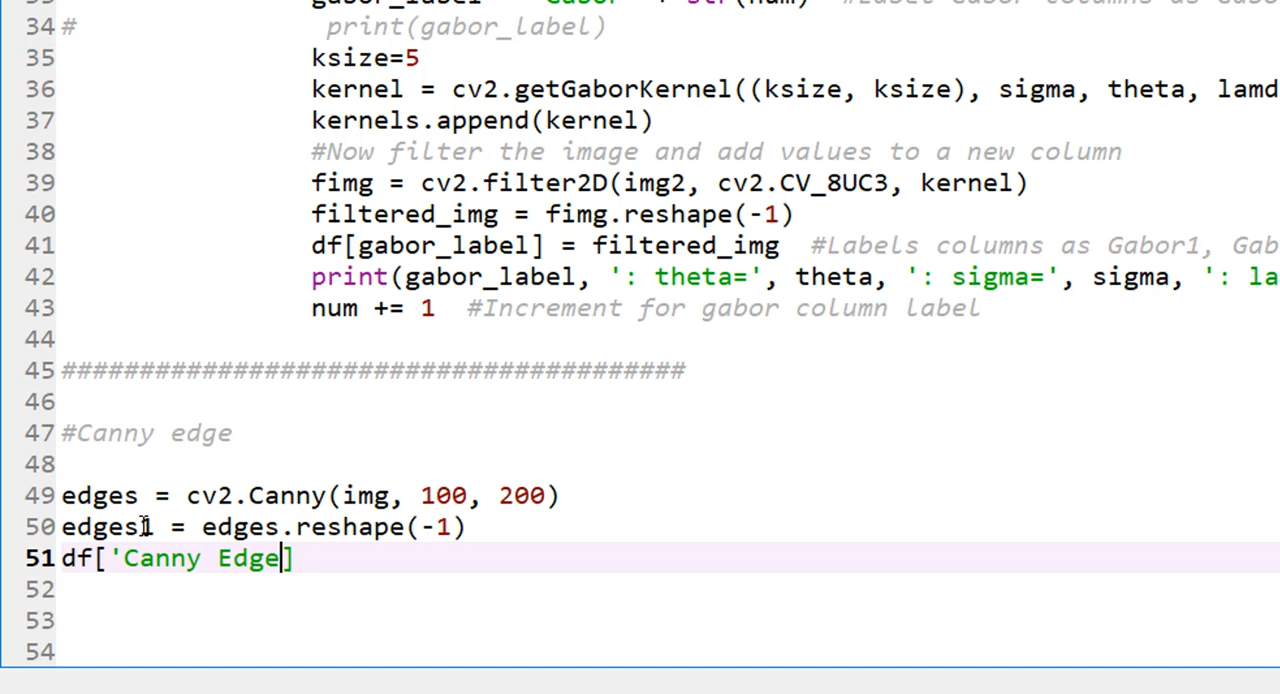 gabor_label
34 # print(gabor_label)
35 ksize=5
36 kernel = cv2.getGaborKernel((ksize, ksize), sigma, theta, lamd
37 kernels.append(kernel)
38 #Now filter the image and add values to a new column
39 fimg = cv2.filter2D(img2, cv2.CV_8UC3, kernel)
40 filtered_img = fimg.reshape(-1)
41 df[gabor_label] = filtered_img #Labels columns as Gabor1, Gab
42 print(gabor_label, ': theta=', theta, ': sigma=', sigma, ': la
43 num += 1 #Increment for gabor column label
44
45 ########################################
46
47 #Canny edge
48
49 edges = cv2.Canny(img, 100, 200)
50 edges1 = edges.reshape(-1)
51 df['Canny Edge]
52
53
54